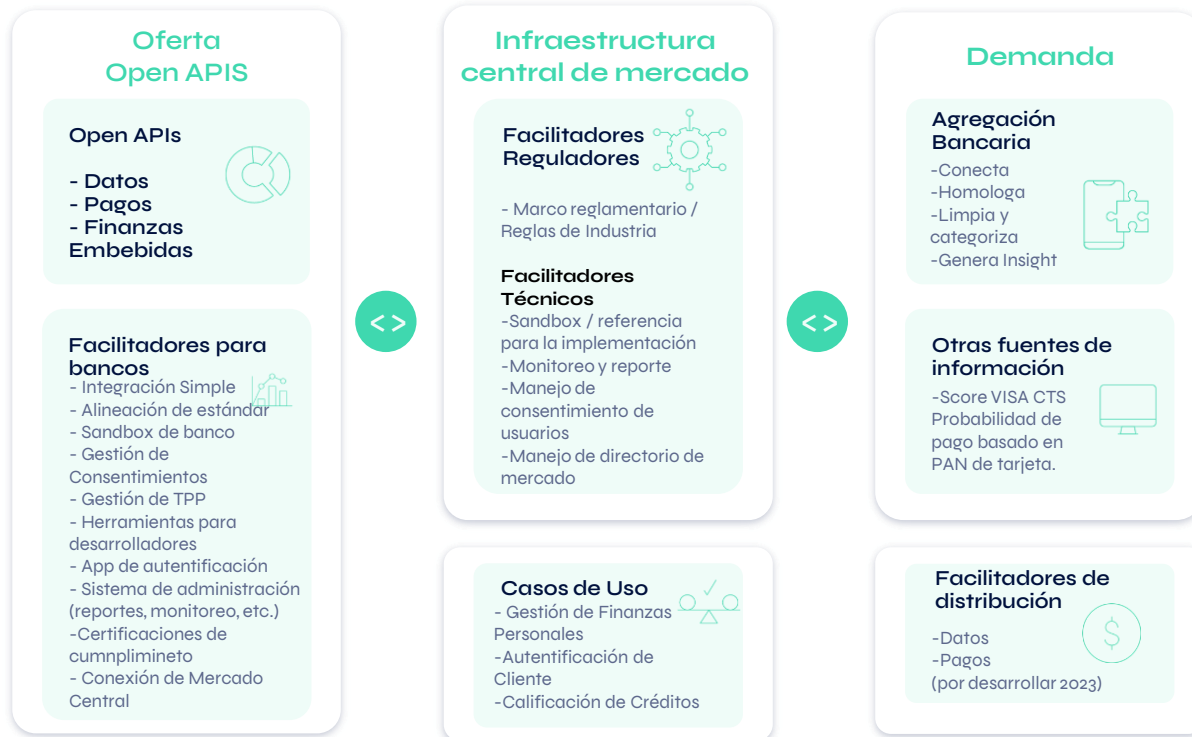 Oferta
Open APIS
Open APIs
- Datos
- Pagos
- Finanzas
Embebidas
Facilitadores para
bancos
- Integración Simple
- Alineación de estándar
- Sandbox de banco
- Gestión de
Consentimientos
- Gestión de TPP
- Herramientas para
desarrolladores
- App de autentificación
- Sistema de administración
(reportes, monitoreo, etc.)
-Certificaciones de
cumnplimineto
- Conexión de Mercado
Central
< >
Infraestructura
central de mercado
Facilitadores
Reguladores
- Marco reglamentario /
Reglas de Industria
Facilitadores
Técnicos
-Sandbox / referencia
para la implementación
-Monitoreo y reporte
-Manejo de
consentimiento de
usuarios
-Manejo de directorio de
mercado
Casos de Uso
- Gestión de Finanzas
Personales
-Autentificación de
Cliente
-Calificación de Créditos
< >
Demanda
Agregación
Bancaria
-Conecta
-Homologa
-Limpia y
categoriza
-Genera Insight
Otras fuentes de
información
-Score VISA CTS
Probabilidad de
pago basado en
PAN de tarjeta.
Facilitadores de
distribución
-Datos
-Pagos
(por desarrollar 2023)
$